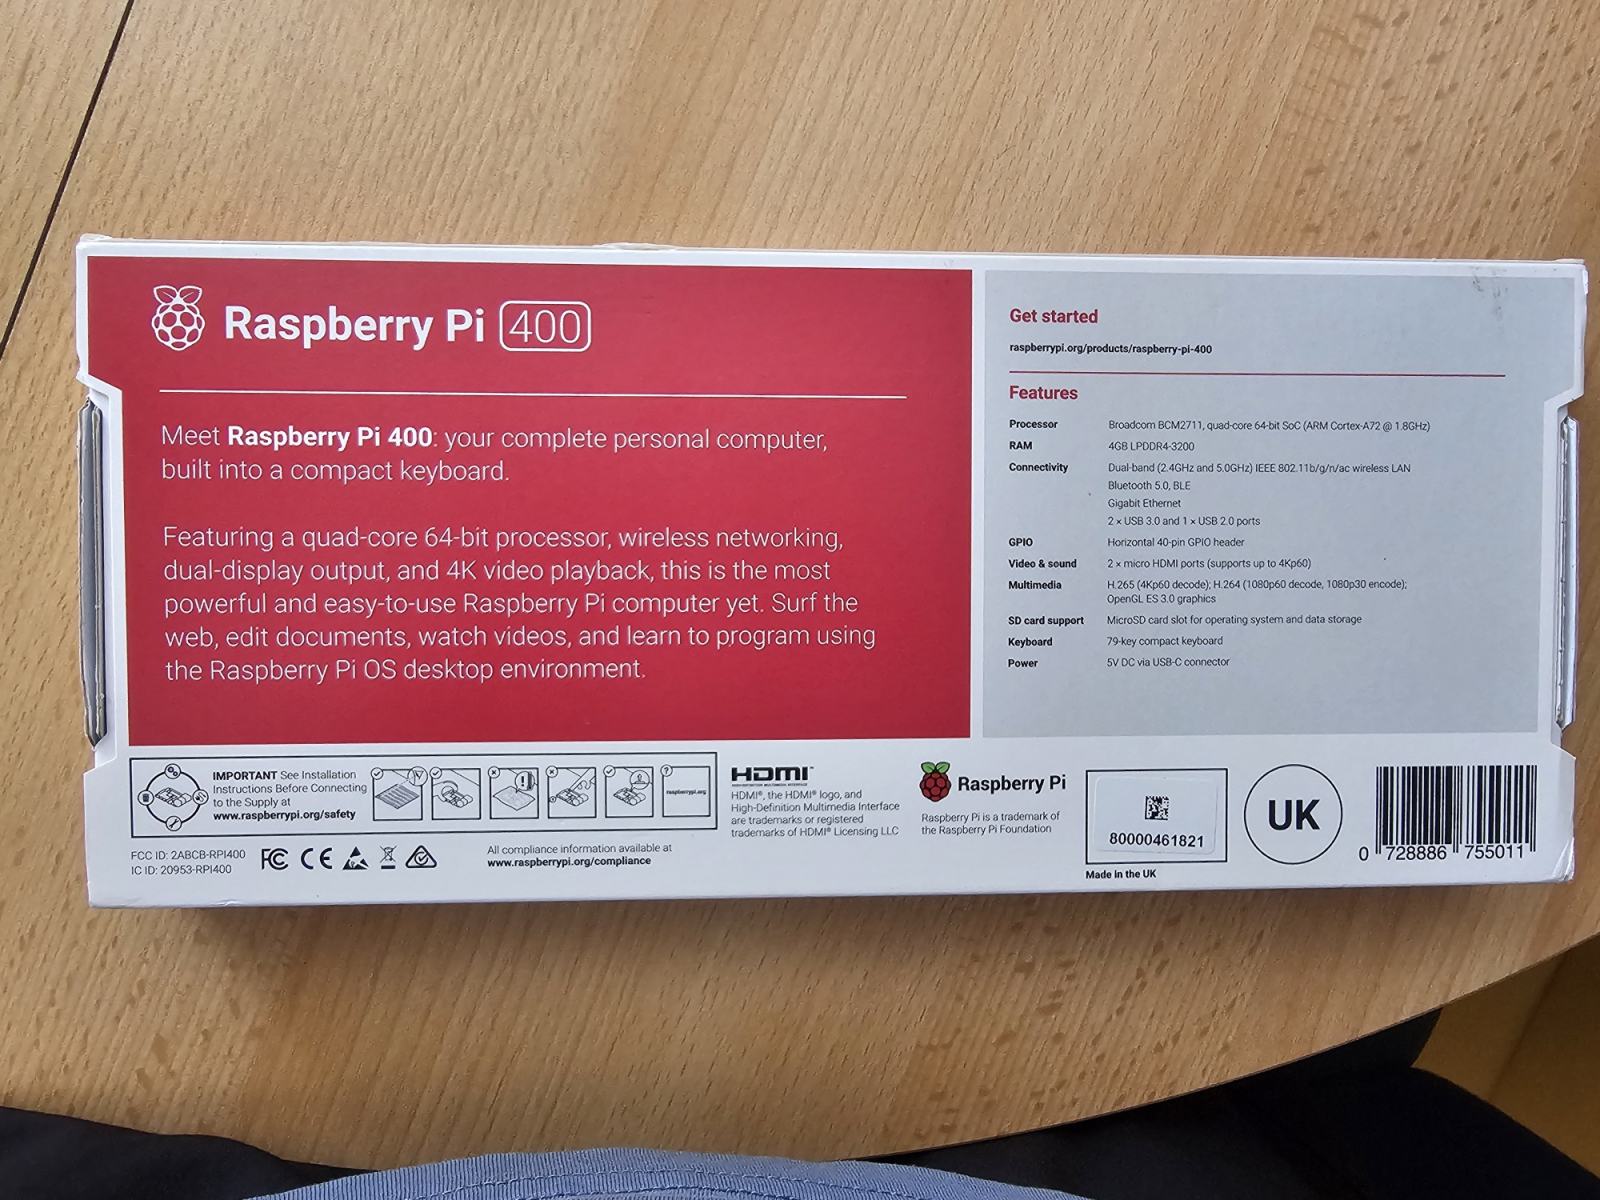 Raspberry Pi 400
Meet Raspberry Pi 400: your complete personal computer,
built into a compact keyboard.
Featuring a quad-core 64-bit processor, wireless networking,
dual-display output, and 4K video playback, this is the most
powerful and easy-to-use Raspberry Pi computer yet. Surf the
web, edit documents, watch videos, and learn to program using
the Raspberry Pi OS desktop environment.
Get started
raspberrypi.org/products/raspberry-pi-400
Features
Processor Broadcom BCM2711, quad-core 64-bit SoC (ARM Cortex-A72 @ 1.8GHz)
RAM 4GB LPDDR4-3200
Connectivity Dual-band (2.4GHz and 5.0GHz) IEEE 802.11b/g/n/ac wireless LAN
Bluetooth 5.0, BLE
Gigabit Ethernet
2 × USB 3.0 and 1 × USB 2.0 ports
GPIO Horizontal 40-pin GPIO header
Video & sound 2 × micro HDMI ports (supports up to 4Kp60)
Multimedia H.265 (4Kp60 decode); H.264 (1080p60 decode, 1080p30 encode);
OpenGL ES 3.0 graphics
SD card support MicroSD card slot for operating system and data storage
Keyboard 79-key compact keyboard
Power 5V DC via USB-C connector
IMPORTANT See Installation
Instructions Before Connecting
to the Supply at
www.raspberrypi.org/safety
raspberrypi.org
FCC ID: 2ABCB-RPI400
IC ID: 20953-RPI400
FC CE
All compliance information available at
www.raspberrypi.org/compliance
HDMI
HIGH-DEFINITION MULTIMEDIA INTERFACE
HDMI®, the HDMI® logo, and
High-Definition Multimedia Interface
are trademarks or registered
trademarks of HDMI® Licensing LLC
Raspberry Pi
Raspberry Pi is a trademark of
the Raspberry Pi Foundation
80000461821
Made in the UK
UK
0 728886 755011